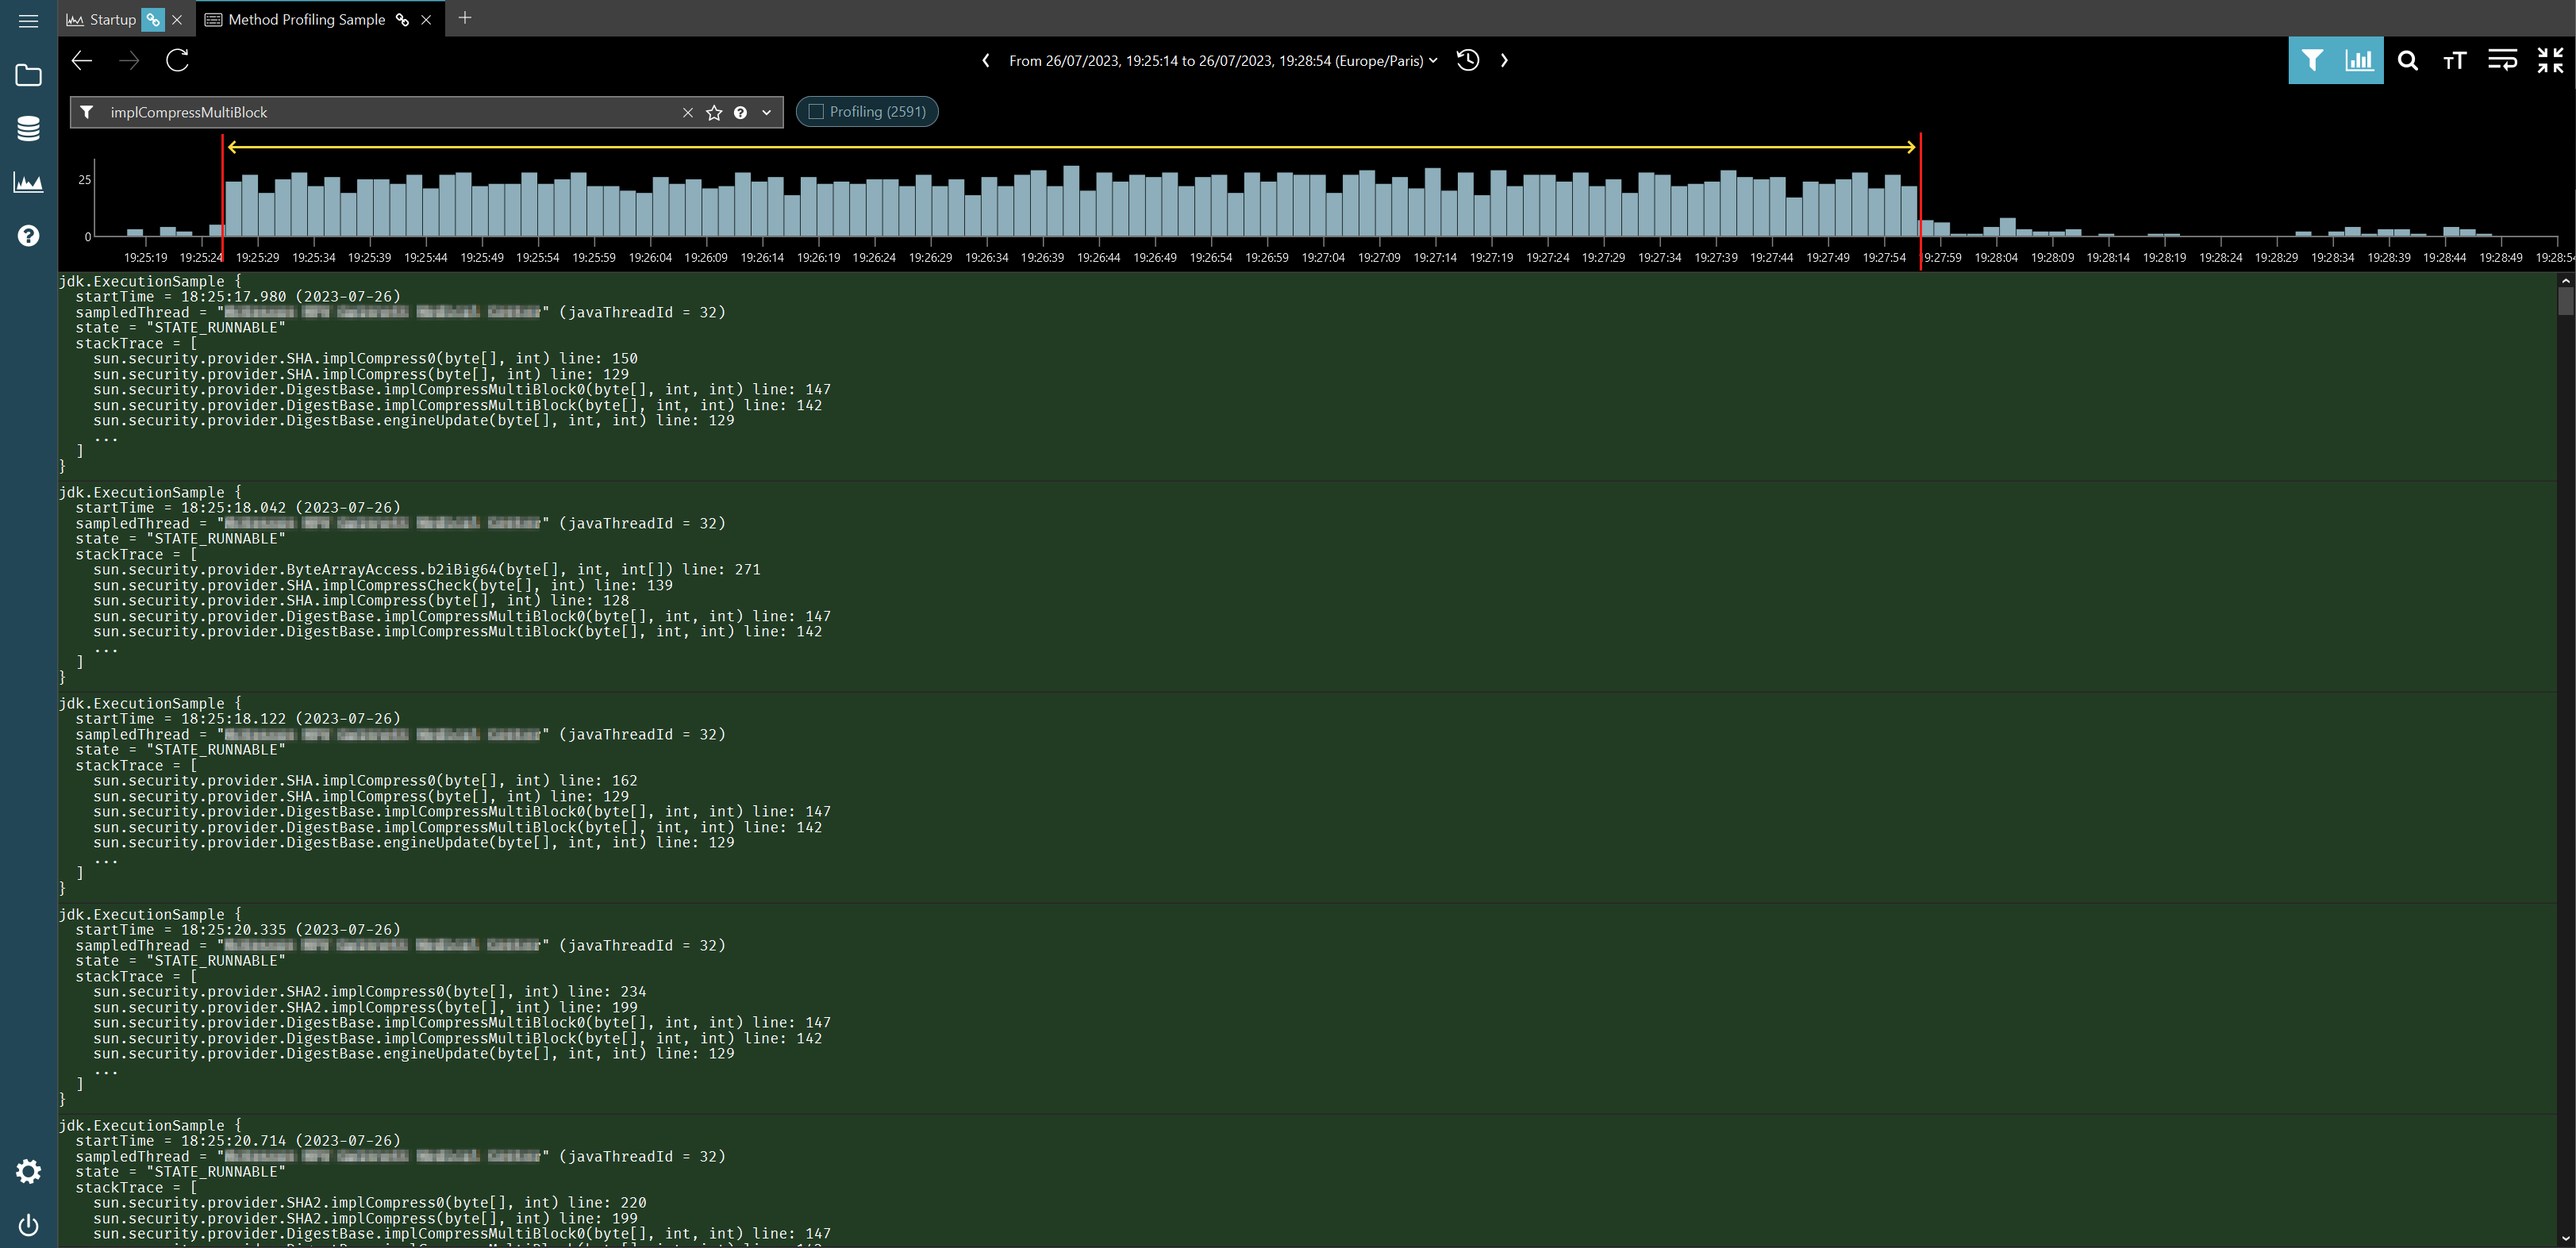 Startup
Method Profiling Sample
From 26/07/2023, 19:25:14 to 26/07/2023, 19:28:54 (Europe/Paris)
implCompressMultiBlock
Profiling (2591)
25
0
19:25:19 19:25:24 19:25:29 19:25:34 19:25:39 19:25:44 19:25:49 19:25:54 19:25:59 19:26:04 19:26:09 19:26:14 19:26:19 19:26:24 19:26:29 19:26:34 19:26:39 19:26:44 19:26:49 19:26:54 19:26:59 19:27:04 19:27:09 19:27:14 19:27:19 19:27:24 19:27:29 19:27:34 19:27:39 19:27:44 19:27:49 19:27:54 19:27:59 19:28:04 19:28:09 19:28:14 19:28:19 19:28:24 19:28:29 19:28:34 19:28:39 19:28:44 19:28:49 19:28:54
jdk.ExecutionSample {
startTime = 18:25:17.980 (2023-07-26)
sampledThread = " " (javaThreadId = 32)
state = "STATE_RUNNABLE"
stackTrace = [
sun.security.provider.SHA.implCompress0(byte[], int) line: 150
sun.security.provider.SHA.implCompress(byte[], int) line: 129
sun.security.provider.DigestBase.implCompressMultiBlock0(byte[], int, int) line: 147
sun.security.provider.DigestBase.implCompressMultiBlock(byte[], int, int) line: 142
sun.security.provider.DigestBase.engineUpdate(byte[], int, int) line: 129
...
]
}
jdk.ExecutionSample {
startTime = 18:25:18.042 (2023-07-26)
sampledThread = " " (javaThreadId = 32)
state = "STATE_RUNNABLE"
stackTrace = [
sun.security.provider.ByteArrayAccess.b2iBig64(byte[], int, int[]) line: 271
sun.security.provider.SHA.implCompressCheck(byte[], int) line: 139
sun.security.provider.SHA.implCompress(byte[], int) line: 128
sun.security.provider.DigestBase.implCompressMultiBlock0(byte[], int, int) line: 147
sun.security.provider.DigestBase.implCompressMultiBlock(byte[], int, int) line: 142
...
]
}
jdk.ExecutionSample {
startTime = 18:25:18.122 (2023-07-26)
sampledThread = " " (javaThreadId = 32)
state = "STATE_RUNNABLE"
stackTrace = [
sun.security.provider.SHA.implCompress0(byte[], int) line: 162
sun.security.provider.SHA.implCompress(byte[], int) line: 129
sun.security.provider.DigestBase.implCompressMultiBlock0(byte[], int, int) line: 147
sun.security.provider.DigestBase.implCompressMultiBlock(byte[], int, int) line: 142
sun.security.provider.DigestBase.engineUpdate(byte[], int, int) line: 129
...
]
}
jdk.ExecutionSample {
startTime = 18:25:20.335 (2023-07-26)
sampledThread = " " (javaThreadId = 32)
state = "STATE_RUNNABLE"
stackTrace = [
sun.security.provider.SHA2.implCompress0(byte[], int) line: 234
sun.security.provider.SHA2.implCompress(byte[], int) line: 199
sun.security.provider.DigestBase.implCompressMultiBlock0(byte[], int, int) line: 147
sun.security.provider.DigestBase.implCompressMultiBlock(byte[], int, int) line: 142
sun.security.provider.DigestBase.engineUpdate(byte[], int, int) line: 129
...
]
}
jdk.ExecutionSample {
startTime = 18:25:20.714 (2023-07-26)
sampledThread = " " (javaThreadId = 32)
state = "STATE_RUNNABLE"
stackTrace = [
sun.security.provider.SHA2.implCompress0(byte[], int) line: 220
sun.security.provider.SHA2.implCompress(byte[], int) line: 199
sun.security.provider.DigestBase.implCompressMultiBlock0(byte[], int, int) line: 147